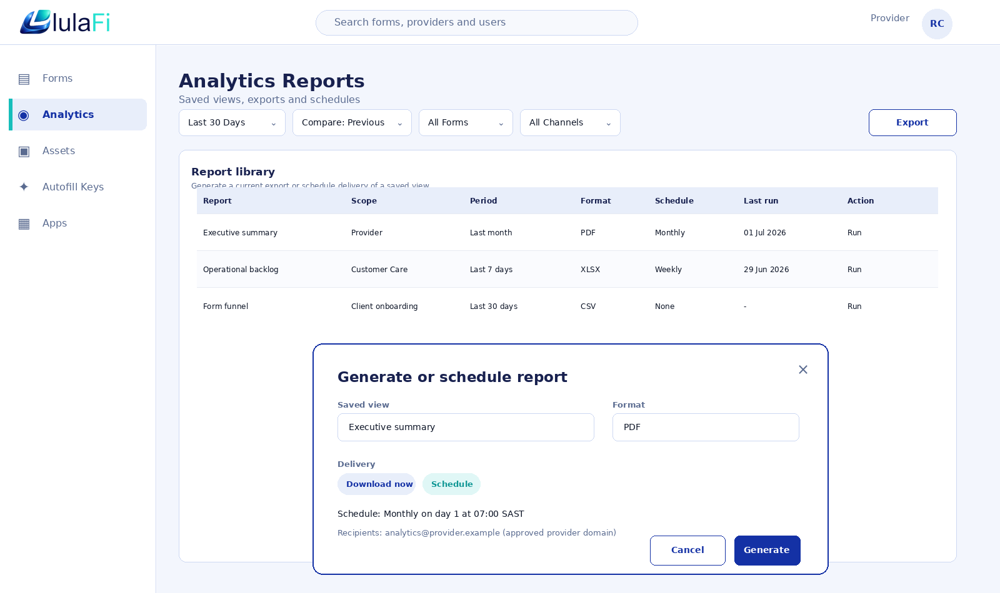 lulaFi
Search forms, providers and users
Provider
RC
Forms
Analytics
Assets
Autofill Keys
Apps
Analytics Reports
Saved views, exports and schedules
Last 30 Days
Compare: Previous
All Forms
All Channels
Export
Report library
Generate a current export or schedule delivery of a saved view
Report Scope Period Format Schedule Last run Action
Executive summary Provider Last month PDF Monthly 01 Jul 2026 Run
Operational backlog Customer Care Last 7 days XLSX Weekly 29 Jun 2026 Run
Form funnel Client onboarding Last 30 days CSV None - Run
Generate or schedule report
Saved view Format
Executive summary PDF
Delivery
Download now Schedule
Schedule: Monthly on day 1 at 07:00 SAST
Recipients: analytics@provider.example (approved provider domain)
Cancel Generate